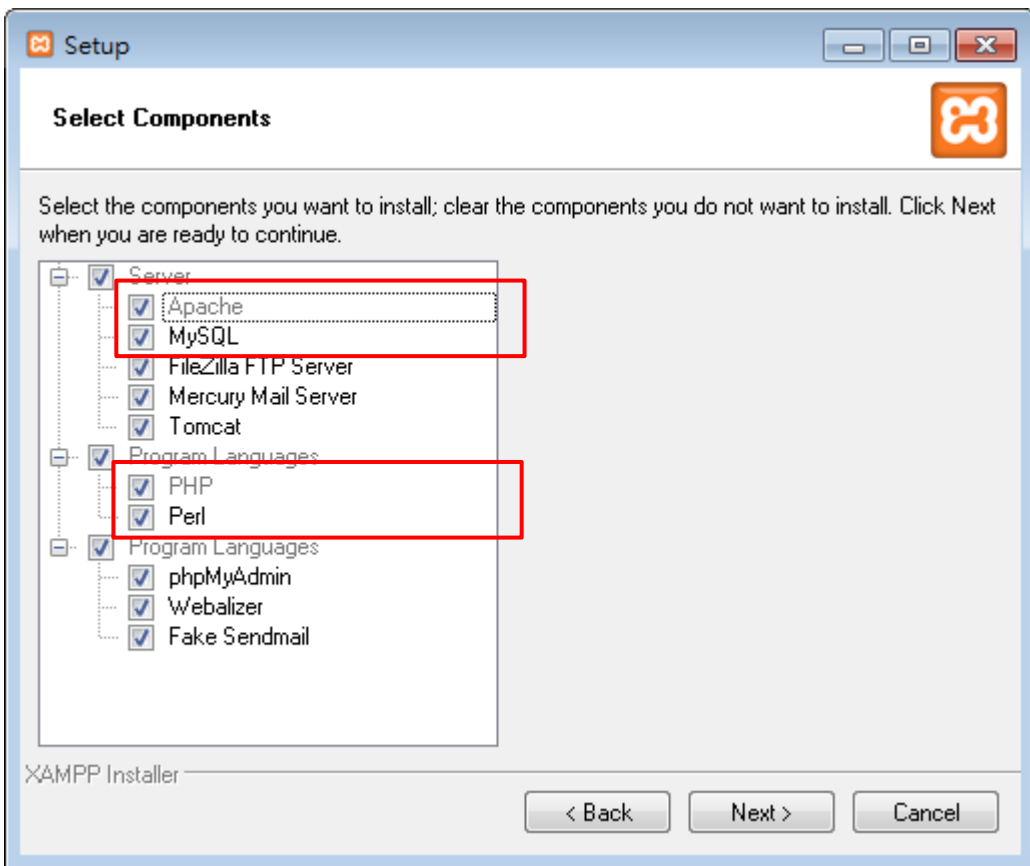 Setup
Select Components
Select the components you want to install; clear the components you do not want to install. Click Next
when you are ready to continue.
Server
Apache
MySQL
FileZilla FTP Server
Mercury Mail Server
Tomcat
Program Languages
PHP
Perl
Program Languages
phpMyAdmin
Webalizer
Fake Sendmail
XAMPP Installer
< Back
Next >
Cancel